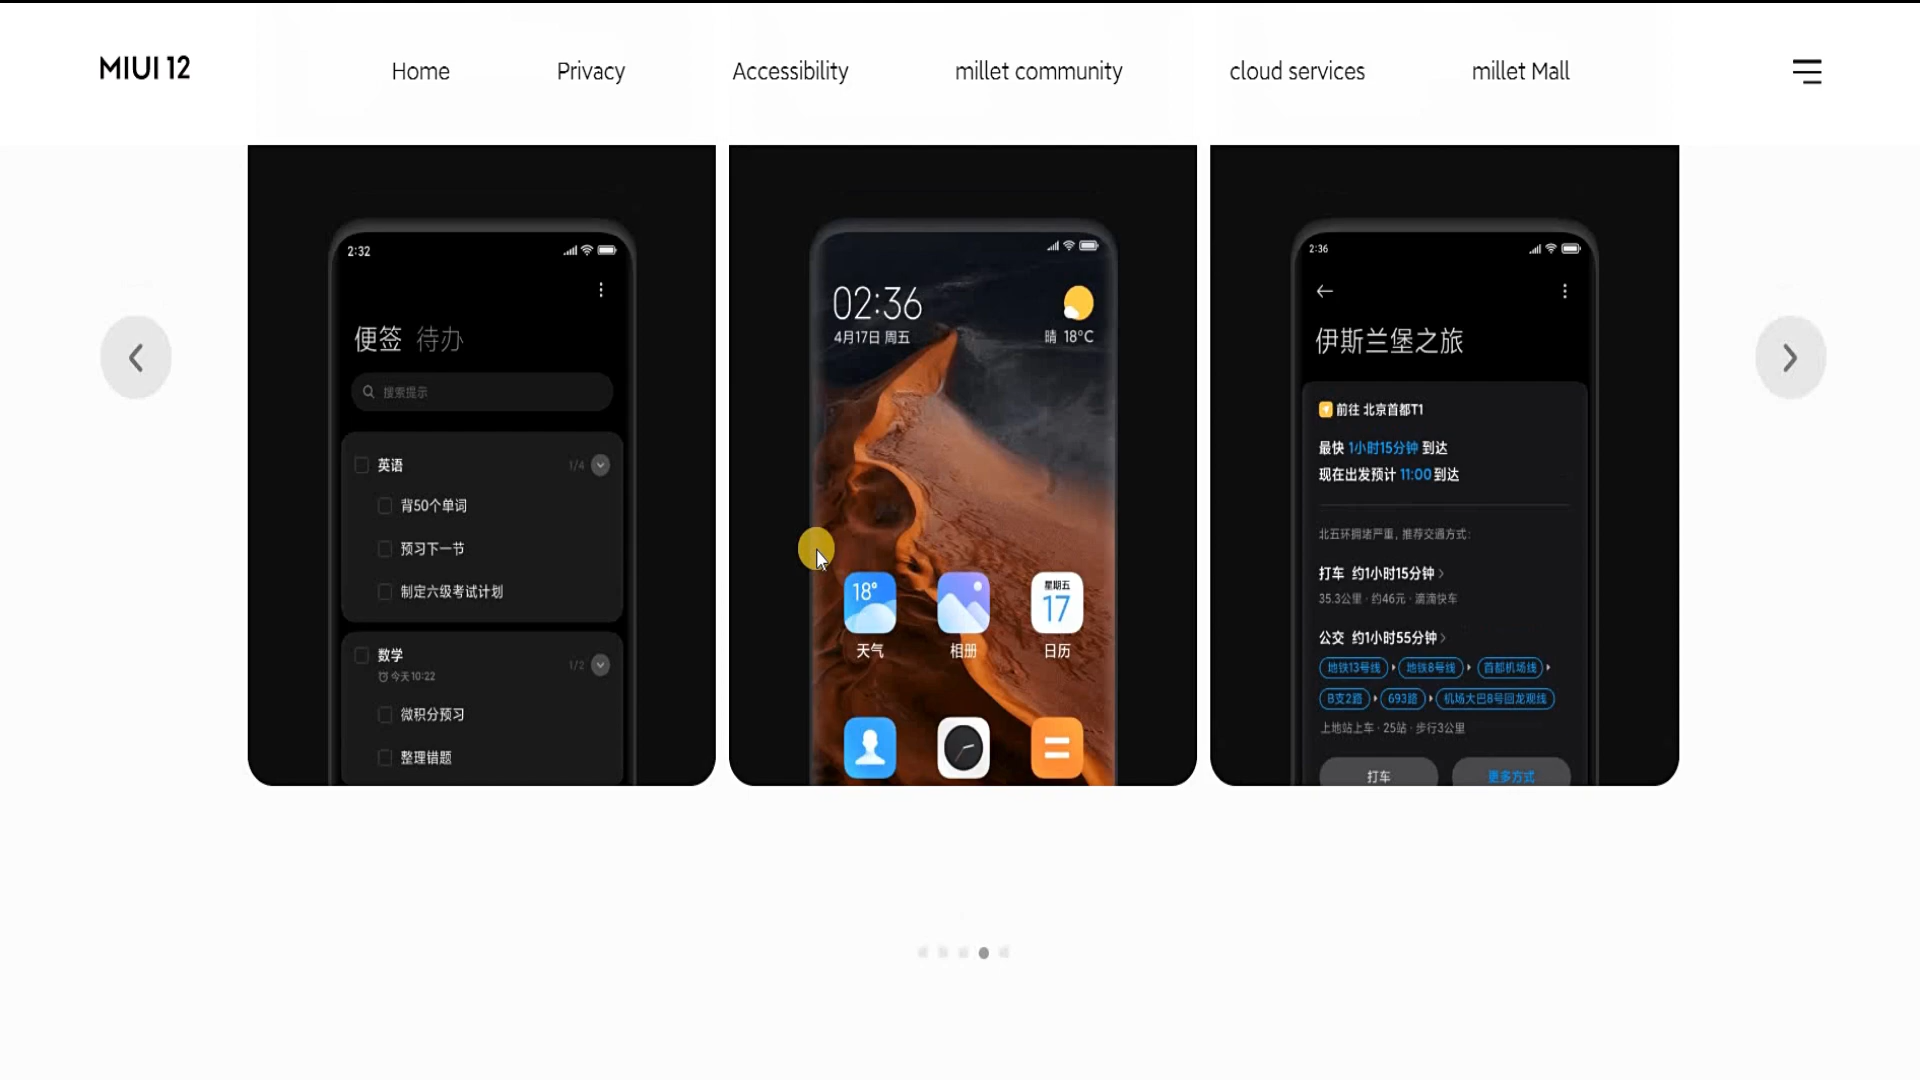 MIUI 12
Home
Privacy
Accessibility
millet community
cloud services
millet Mall
2:32
便签 待办
搜索提示
英语 1/4
背50个单词
预习下一节
制定六级考试计划
数学 1/2
今天10:22
微积分预习
整理错题
02:36
4月17日 周五
晴 18°C
18°
星期五
17
天气
相册
日历
2:36
伊斯兰堡之旅
前往 北京首都T1
最快 1小时15分钟 到达
现在出发预计 11:00 到达
北五环拥堵严重, 推荐交通方式:
打车 约1小时15分钟
35.3公里 · 约46元 · 滴滴快车
公交 约1小时55分钟
地铁13号线 地铁8号线 首都机场线
B支2路 693路 机场大巴8号回龙观线
上地站上车 · 25站 · 步行3公里
打车
更多方式